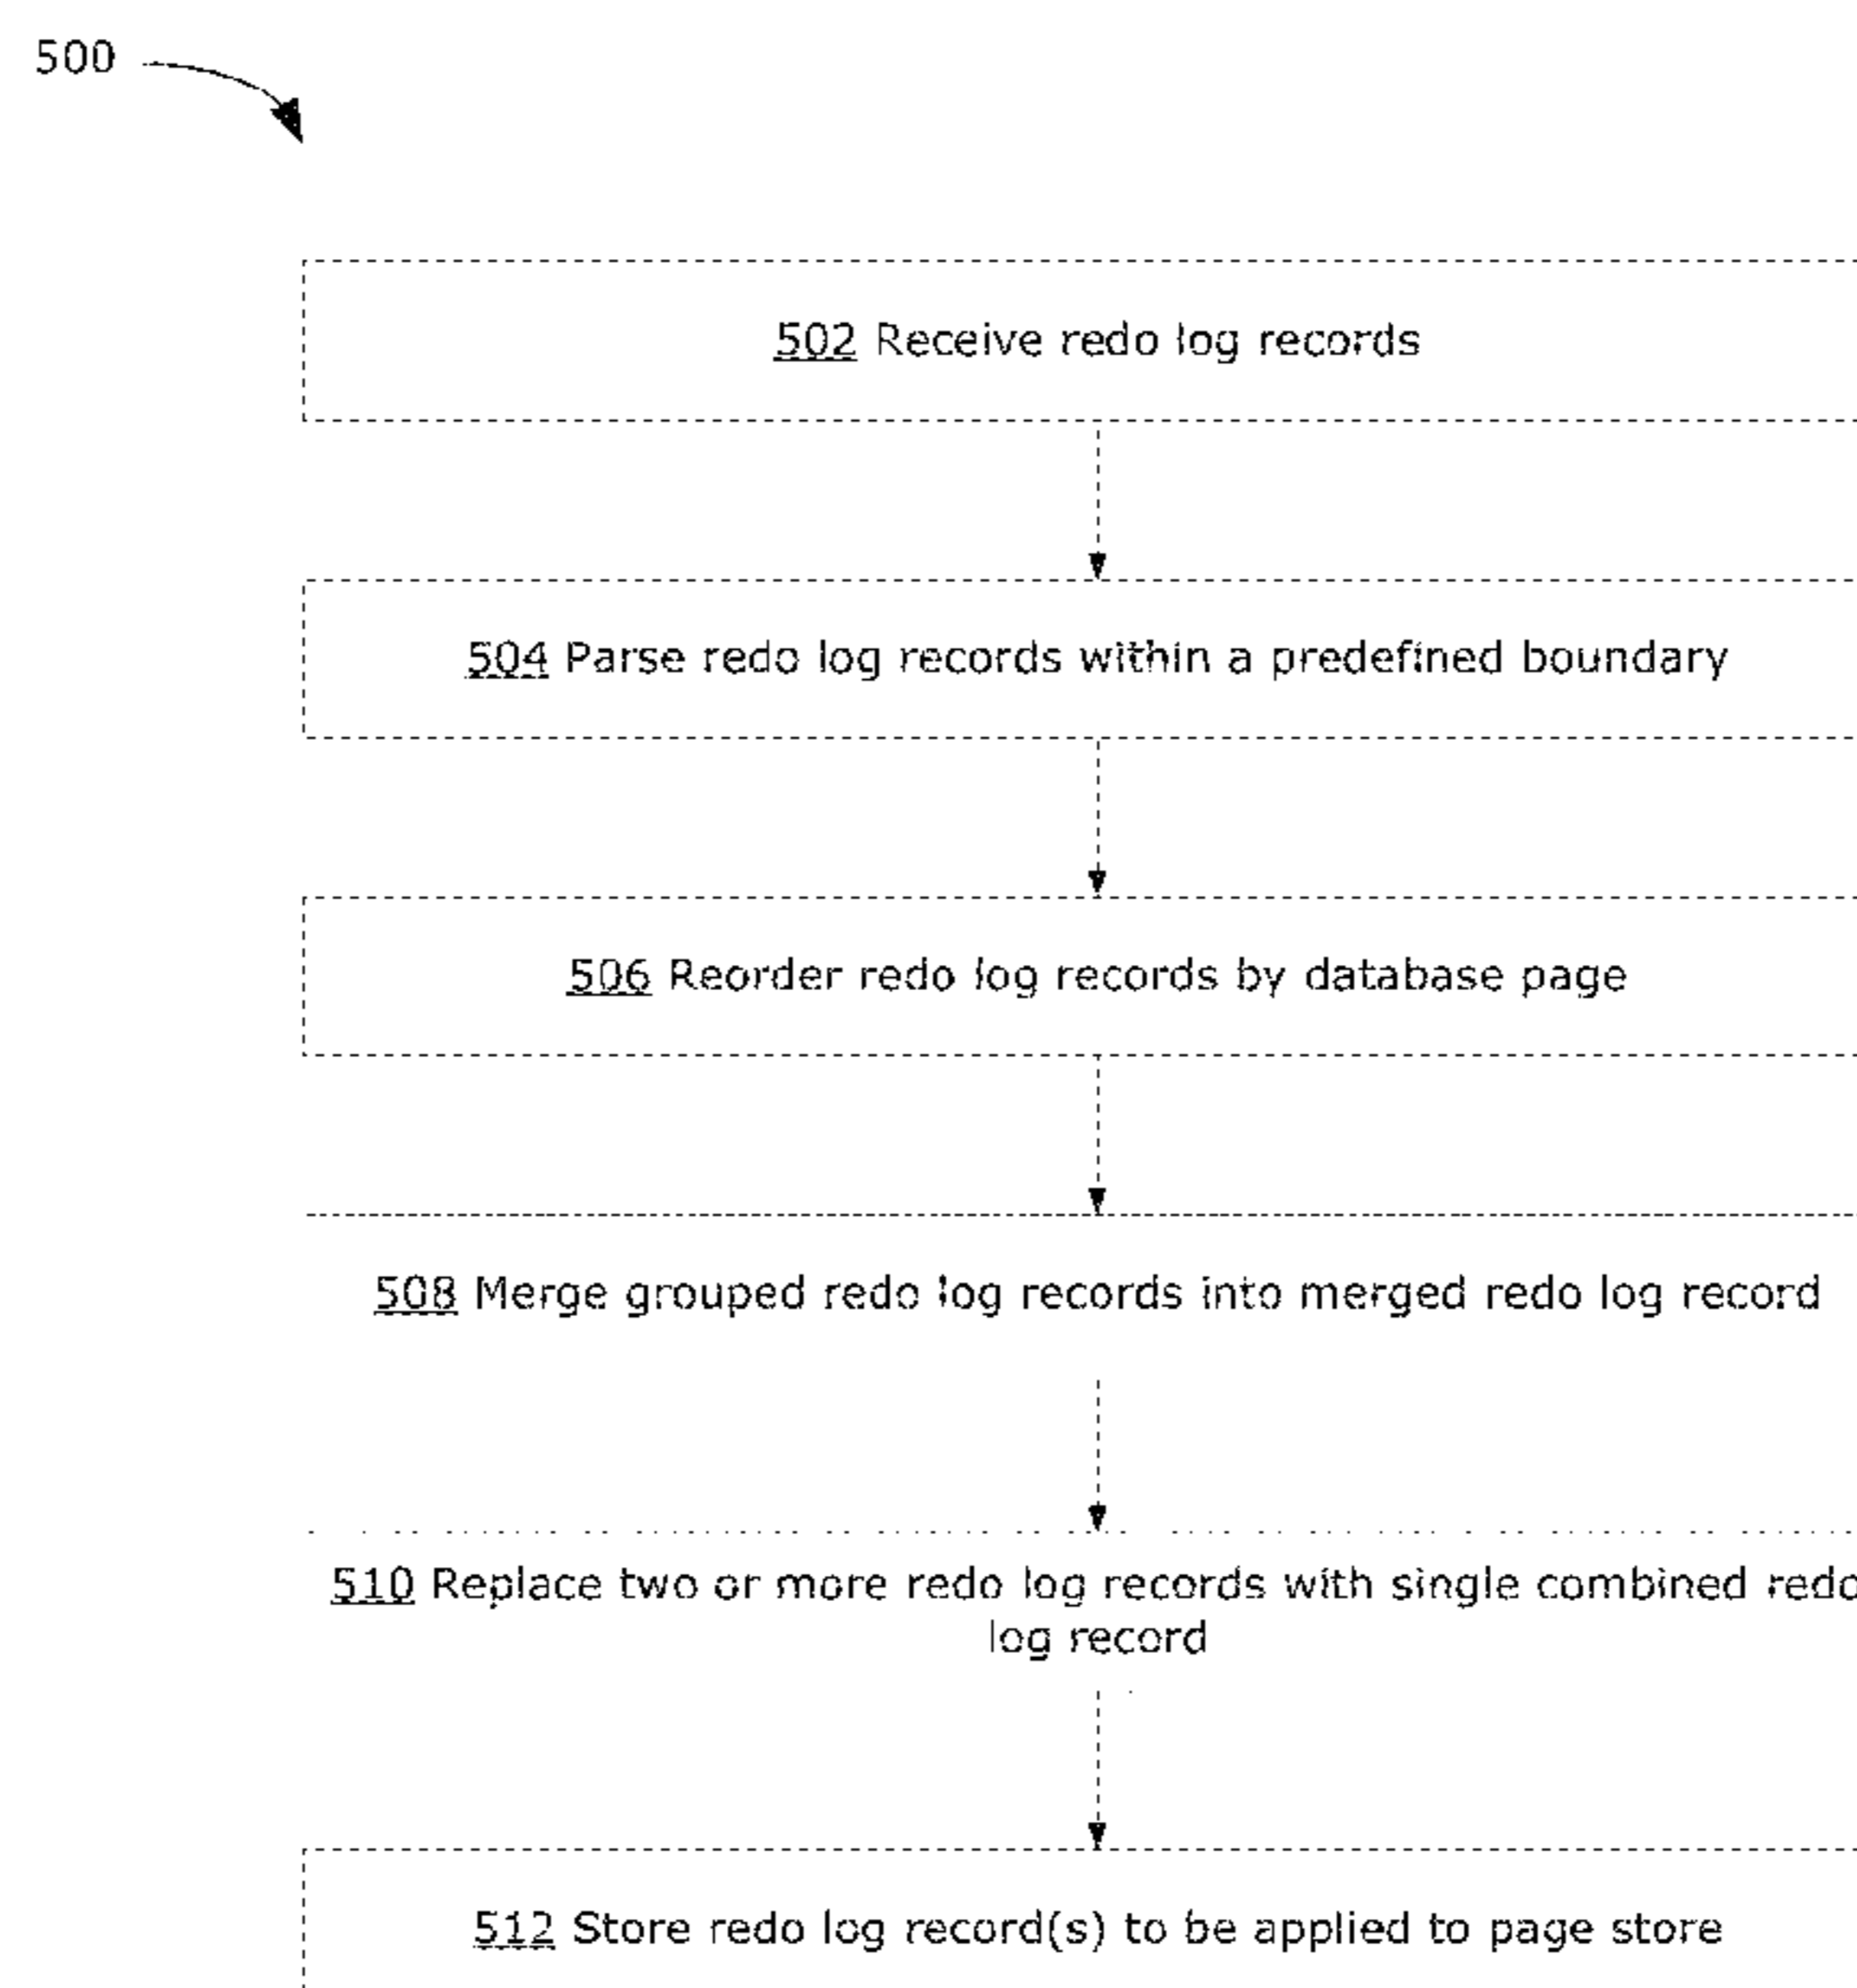 500
502 Receive redo log records
504 Parse redo log records within a predefined boundary
506 Reorder redo log records by database page
508 Merge grouped redo log records into merged redo log record
510 Replace two or more redo log records with single combined redo
log record
512 Store redo log record(s) to be applied to page store